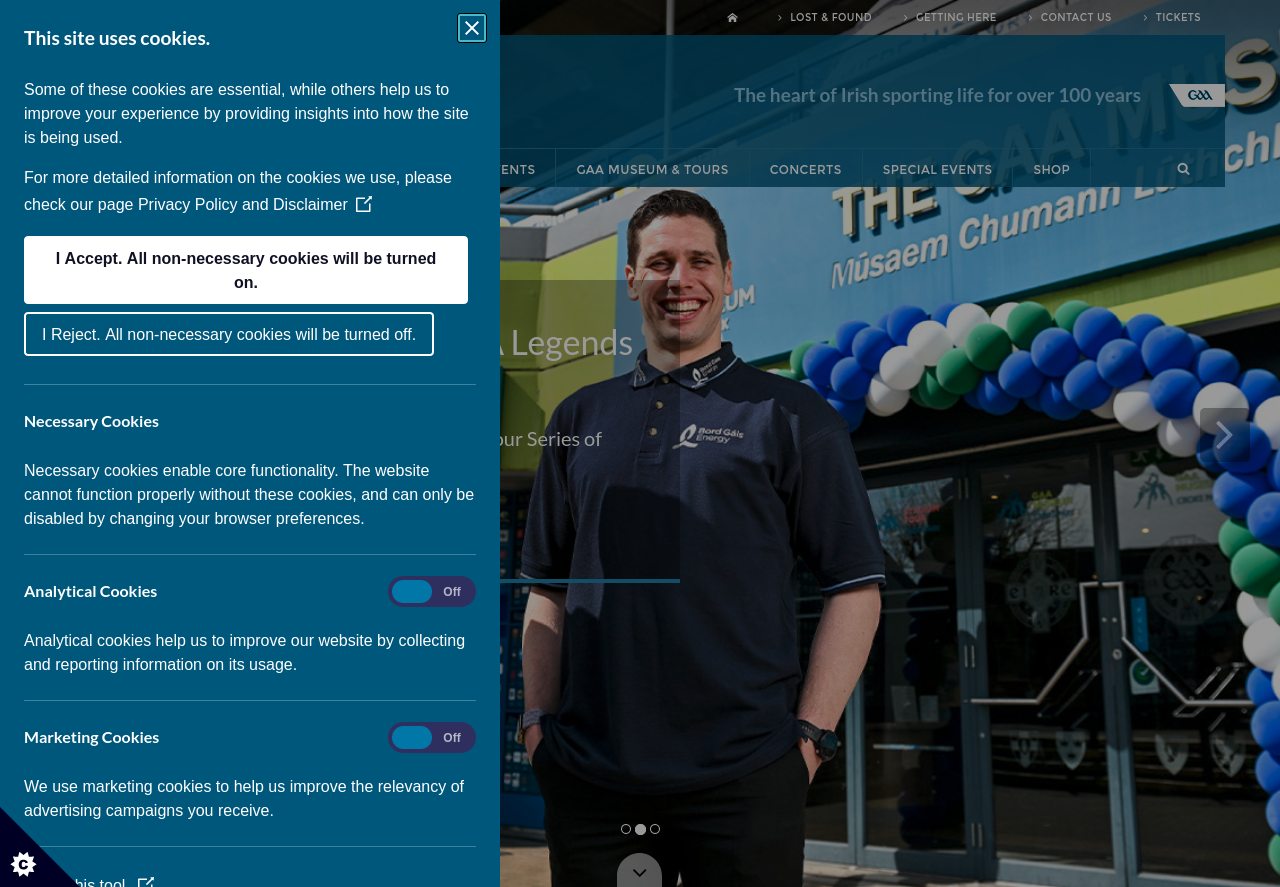 This site uses cookies.
Some of these cookies are essential, while others help us to
improve your experience by providing insights into how the site
is being used.
For more detailed information on the cookies we use, please
check our page Privacy Policy and Disclaimer
I Accept. All non-necessary cookies will be turned
on.
I Reject. All non-necessary cookies will be turned off.
Necessary Cookies
Necessary cookies enable core functionality. The website
cannot function properly without these cookies, and can only be
disabled by changing your browser preferences.
Analytical Cookies
Off
Analytical cookies help us to improve our website by collecting
and reporting information on its usage.
Marketing Cookies
Off
We use marketing cookies to help us improve the relevancy of
advertising campaigns you receive.
his tool
LOST & FOUND
GETTING HERE
CONTACT US
TICKETS
The heart of Irish sporting life for over 100 years
GAA
ENTS
GAA MUSEUM & TOURS
CONCERTS
SPECIAL EVENTS
SHOP
THE GAA MUS
Músaem Chumann Lúthch
A Legends
our Series of
Bord Gáis
Energy